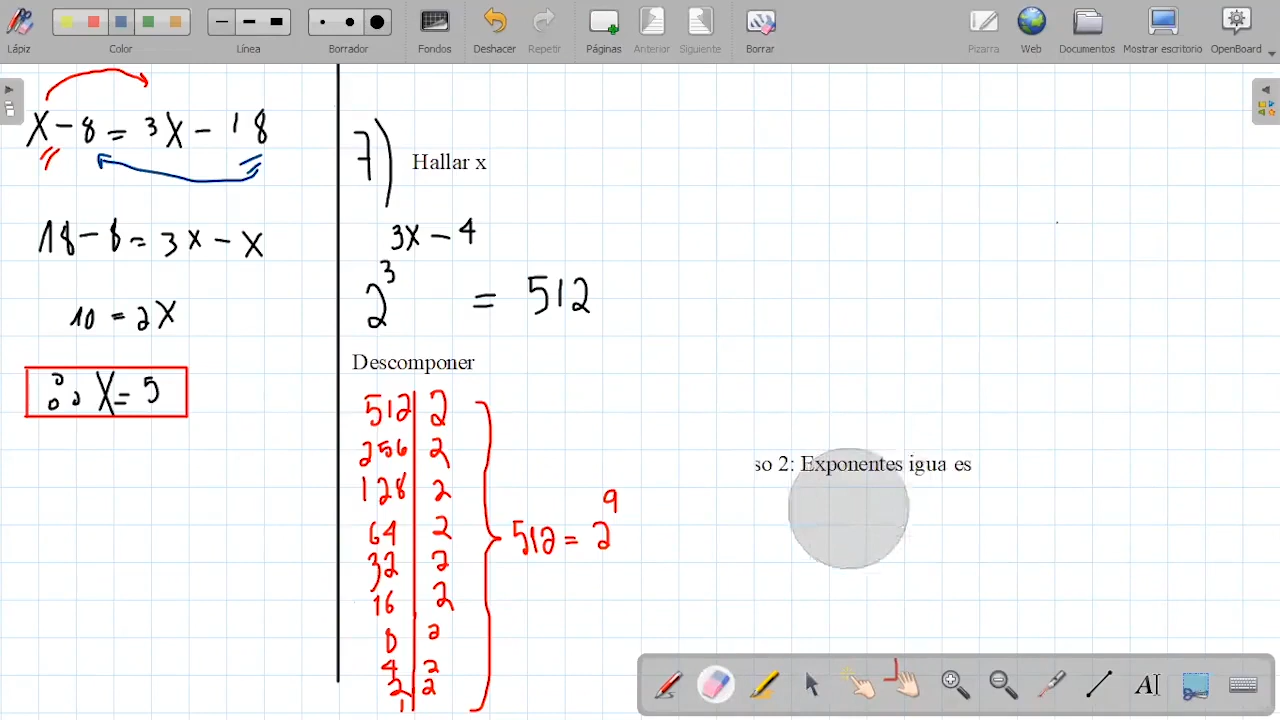 Lápiz
Color
Línea
Borrador
Fondos
Deshacer
Repetir
Páginas
Anterior
Siguiente
Borrar
Pizarra
Web
Documentos
Mostrar escritorio
OpenBoard
x - 8 = 3x - 18
18 - 8 = 3x - x
10 = 2x
∴ x = 5
7) Hallar x
3x - 4
3
2 = 512
Descomponer
512 | 2
256 | 2
128 | 2
64 | 2
32 | 2
16 | 2
8 | 2
4 | 2
2 | 2
1
512 = 2^9
so 2: Exponentes igua es